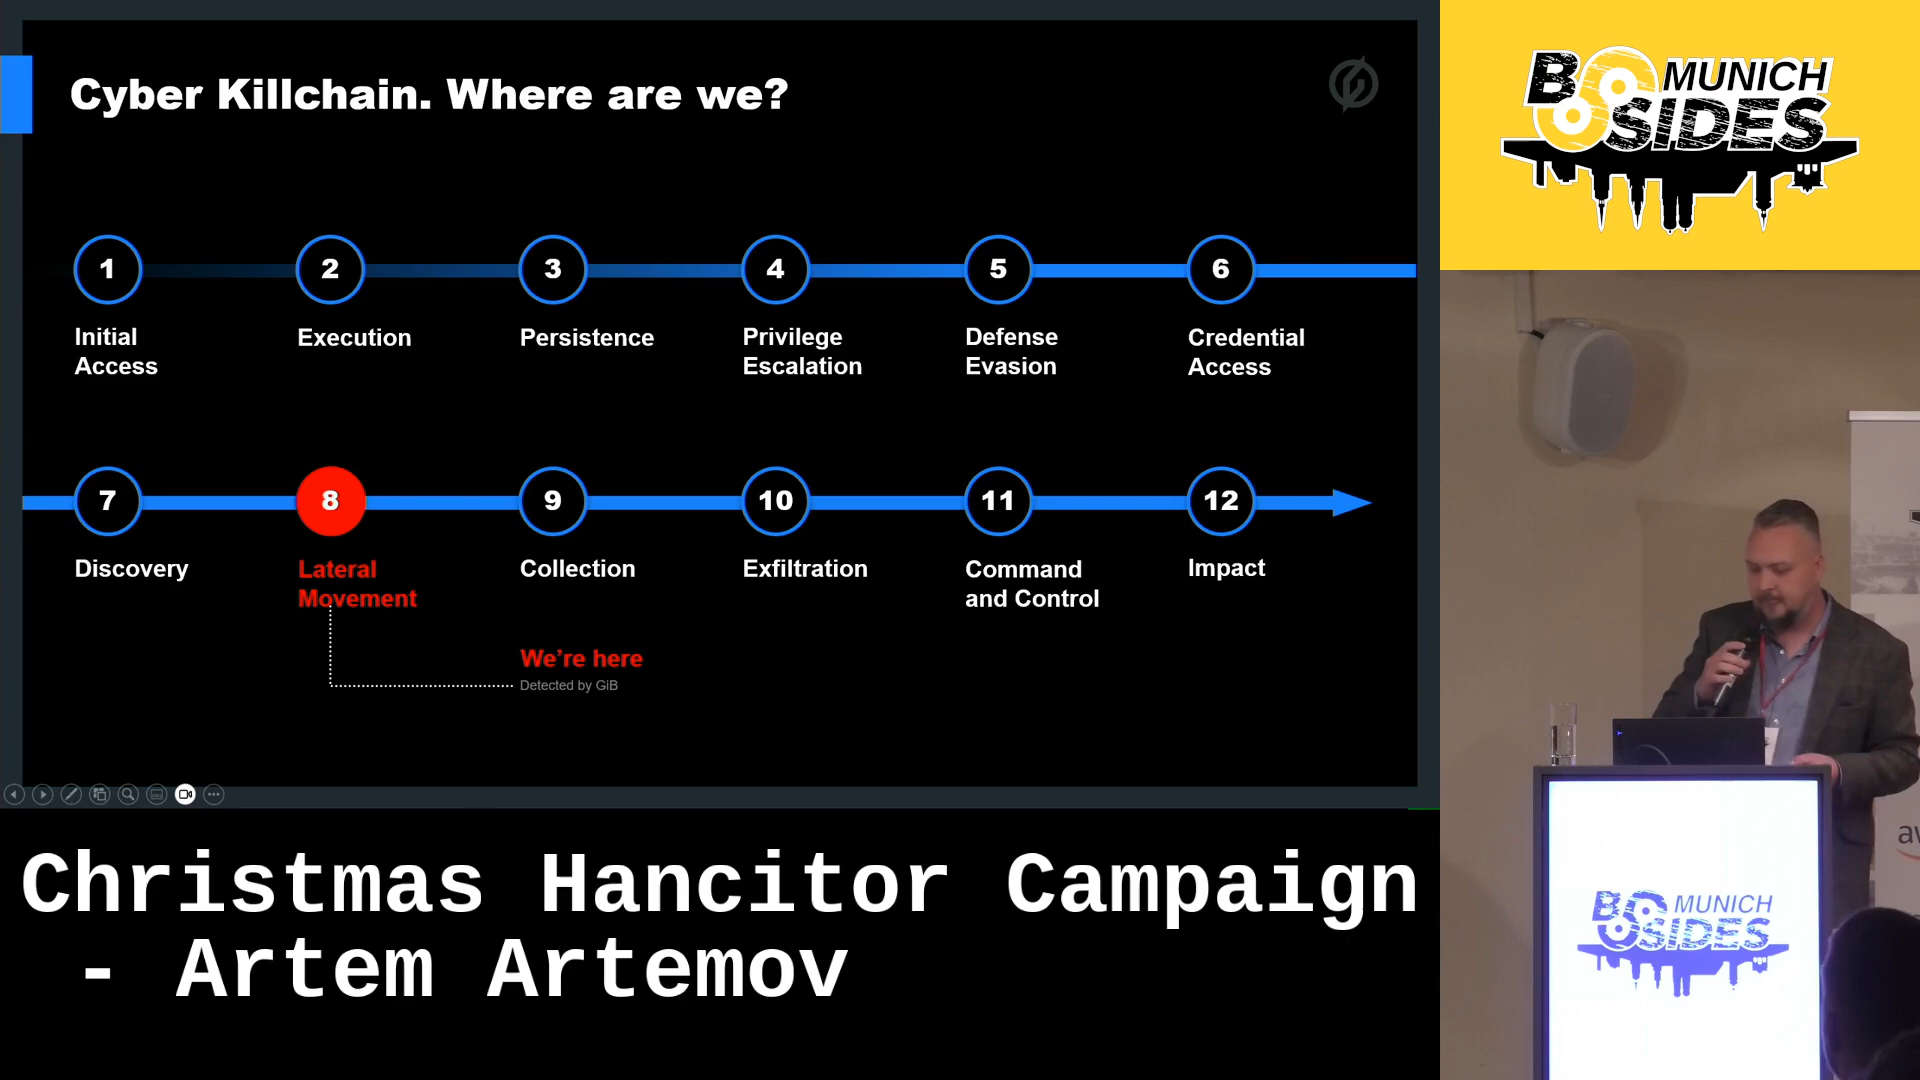 Cyber Killchain. Where are we?
1
2
3
4
5
6
Initial
Access
Execution
Persistence
Privilege
Escalation
Defense
Evasion
Credential
Access
7
8
9
10
11
12
Discovery
Lateral
Movement
Collection
Exfiltration
Command
and Control
Impact
We're here
Detected by GiB
Christmas Hancitor Campaign
- Artem Artemov
B MUNICH
SIDES
B MUNICH
SIDES